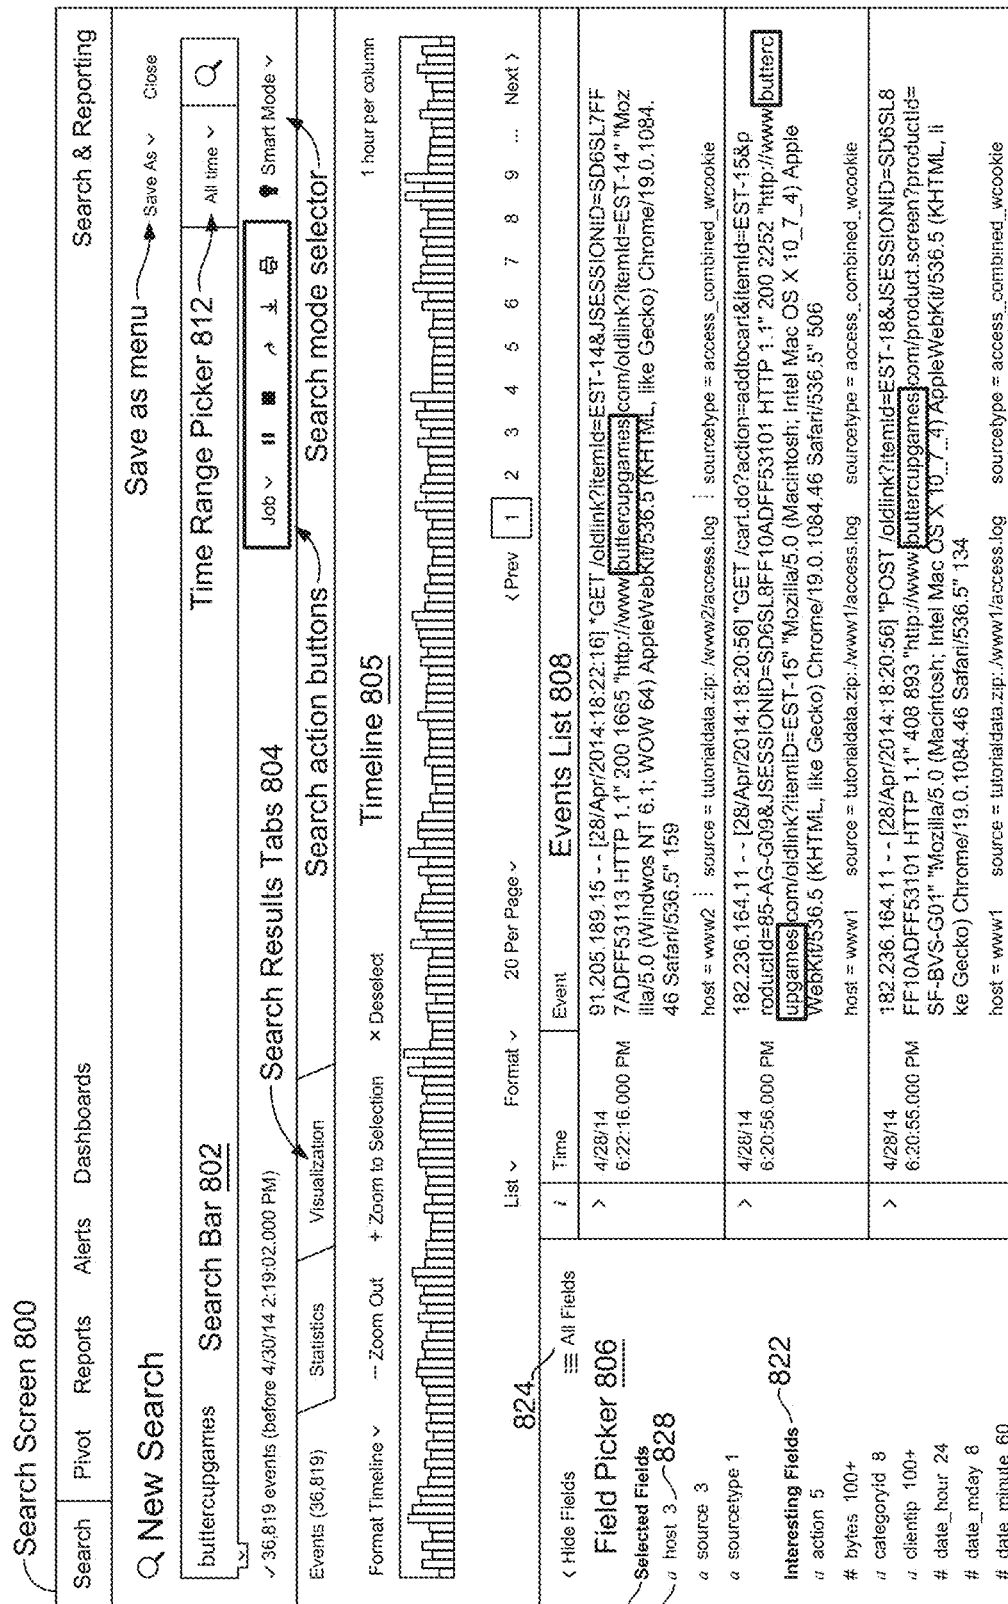 Search Screen 800
Search Pivot Reports Alerts Dashboards Search & Reporting
New Search
Save as menu
Save As Close
buttercupgames Search Bar 802
Time Range Picker 812
All time
✓ 36,819 events (before 4/30/14 2:19:02.000 PM)
Search Results Tabs 804
Job
Smart Mode
Search action buttons
Search mode selector
Events (36,819) Statistics Visualization
Timeline 805
Format Timeline — Zoom Out + Zoom to Selection × Deselect
1 hour per column
List Format 20 Per Page
< Prev 1 2 3 4 5 6 7 8 9 ... Next >
824
< Hide Fields All Fields
Field Picker 806
Selected Fields
a host 3 828
a source 3
a sourcetype 1
Interesting Fields 822
a action 5
# bytes 100+
a categoryid 8
a clientip 100+
# date_hour 24
# date_mday 8
# date_minute 60
Events List 808
i Time Event
> 4/28/14
6:22:16.000 PM
91.205.189.15 - - [28/Apr/2014:18:22:16] "GET /oldlink?itemId=EST-14&JSESSIONID=SD6SL7FF
7ADFF53113 HTTP 1.1" 200 1665 "http://www.buttercupgames.com/oldlink?itemId=EST-14" "Moz
illa/5.0 (Windwos NT 6.1; WOW 64) AppleWebKit/536.5 (KHTML, like Gecko) Chrome/19.0.1084.
46 Safari/536.5" 159
host = www2 source = tutorialdata.zip:/www2/access.log sourcetype = access_combined_wcookie
> 4/28/14
6:20:56.000 PM
182.236.164.11 - - [28/Apr/2014:18:20:56] "GET /cart.do?action=addtocart&itemId=EST-15&p
roductId=85-AG-G09&JSESSIONID=SD6SL8FF10ADFF53101 HTTP 1.1" 200 2252 "http://www.butterc
upgames.com/oldlink?itemID=EST-15" "Mozilla/5.0 (Macintosh; Intel Mac OS X 10_7_4) Apple
WebKit/536.5 (KHTML, like Gecko) Chrome/19.0.1084.46 Safari/536.5" 506
host = www1 source = tutorialdata.zip:/www1/access.log sourcetype = access_combined_wcookie
> 4/28/14
6:20:55.000 PM
182.236.164.11 - - [28/Apr/2014:18:20:56] "POST /oldlink?itemId=EST-18&JSESSIONID=SD6SL8
FF10ADFF53101 HTTP 1.1" 408 893 "http://www.buttercupgames.com/product.screen?productId=
SF-BVS-G01" "Mozilla/5.0 (Macintosh; Intel Mac OS X 10_7_4) AppleWebKit/536.5 (KHTML, li
ke Gecko) Chrome/19.0.1084.46 Safari/536.5" 134
host = www1 source = tutorialdata.zip:/www1/access.log sourcetype = access_combined_wcookie